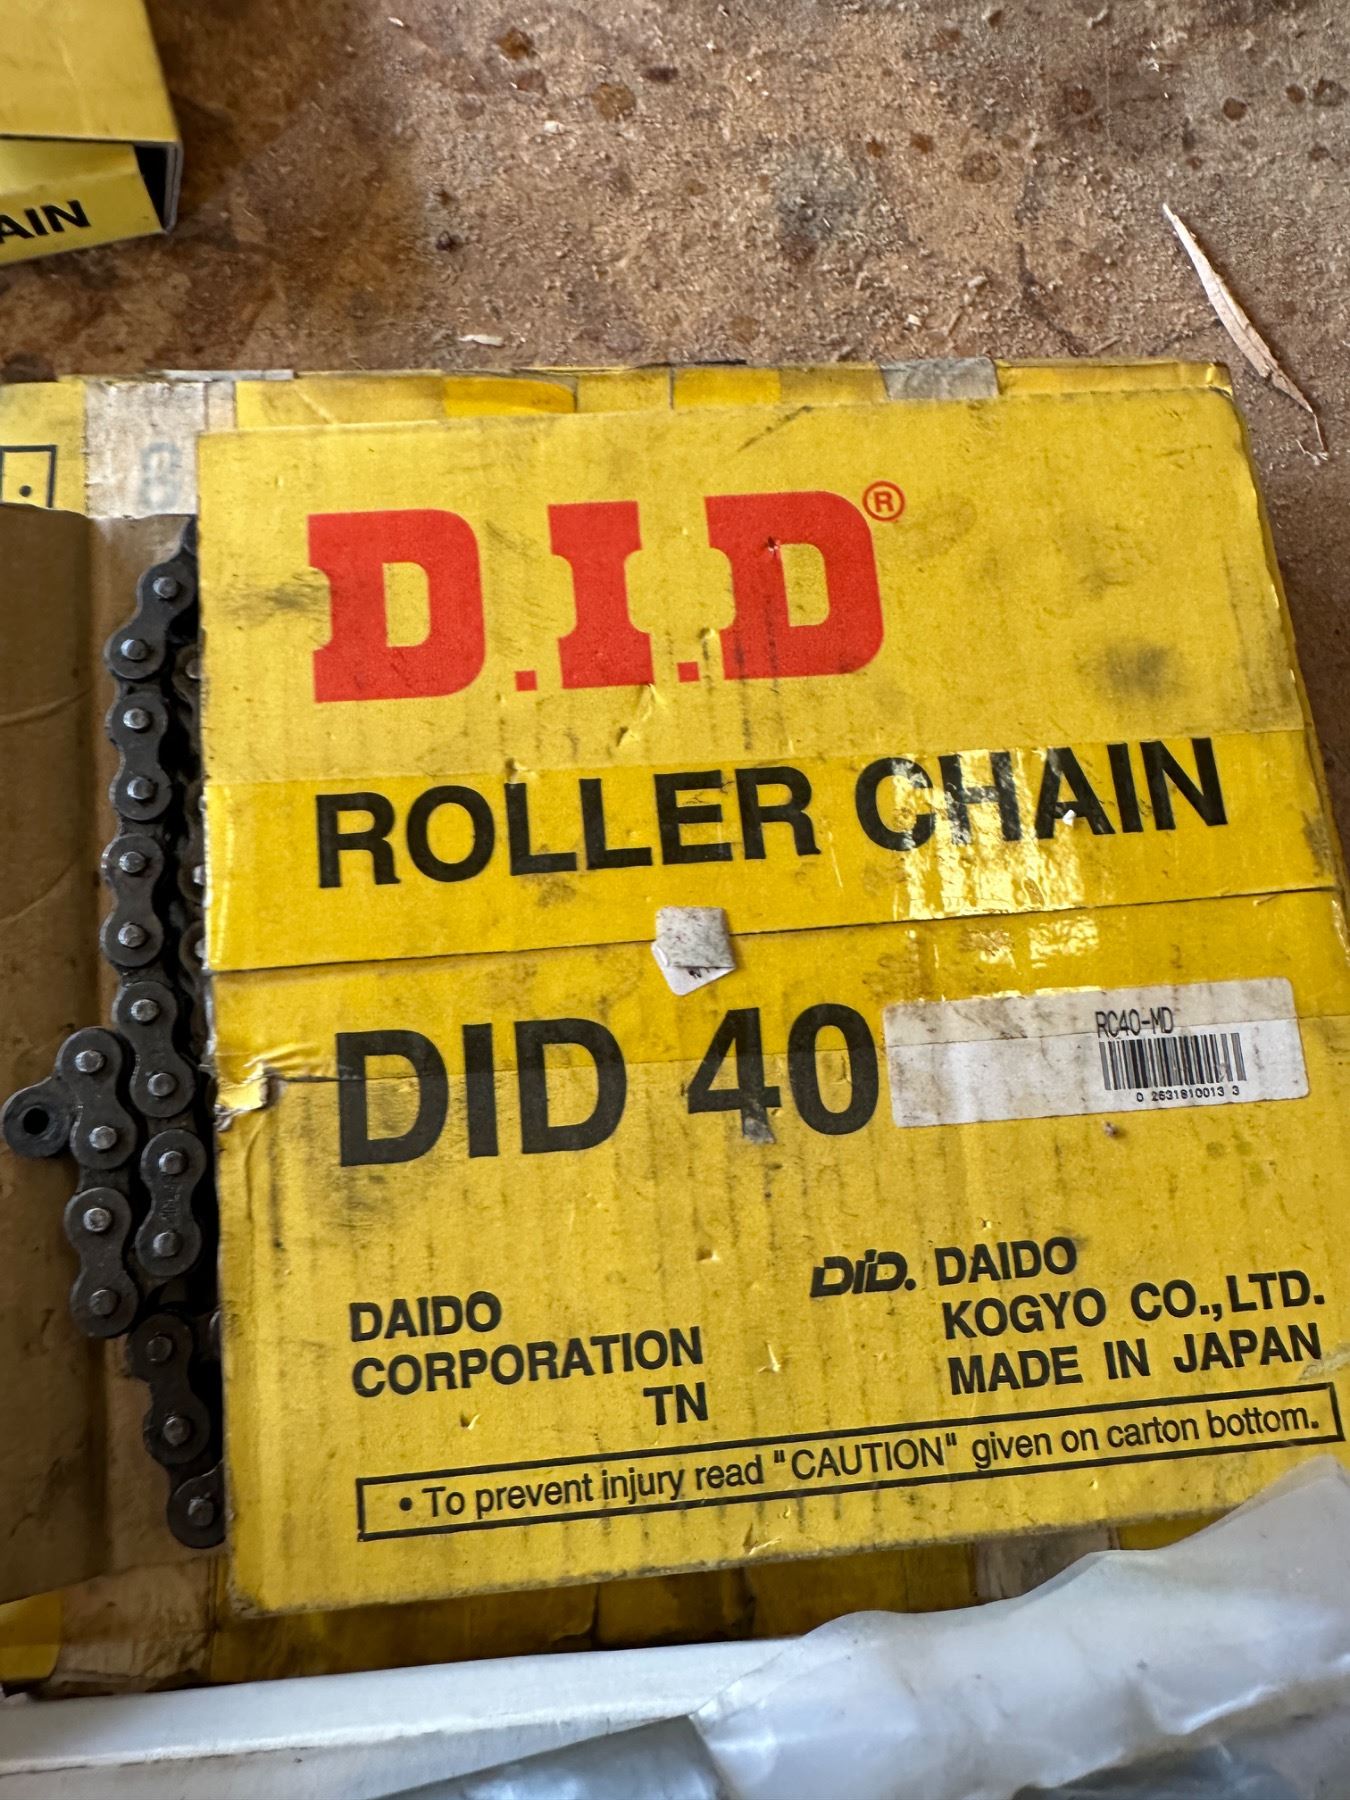 AIN
D.I.D®
ROLLER CHAIN
DID 40
RC40-MD
0 2631810013 3
DAIDO
CORPORATION
TN
DID. DAIDO
KOGYO CO., LTD.
MADE IN JAPAN
• To prevent injury read "CAUTION" given on carton bottom.